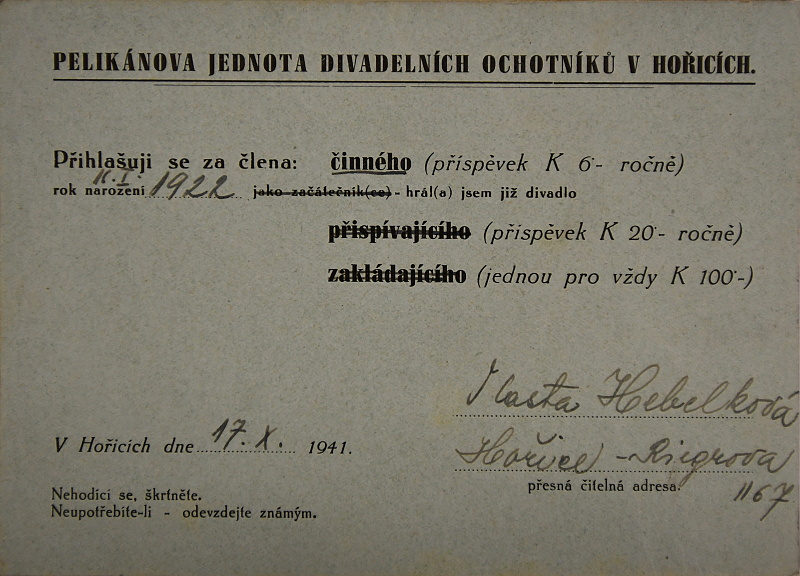 PELIKÁNOVA JEDNOTA DIVADELNÍCH OCHOTNÍKŮ V HOŘICÍCH.
Přihlašuji se za člena: činného (příspěvek K 6·- ročně)
rok narození II. I. 1922 jako začátečník(ce) - hrál(a) jsem již divadlo
přispívajícího (příspěvek K 20·- ročně)
zakládajícího (jednou pro vždy K 100·-)
Vlasta Hebelková
V Hořicích dne 17. X. 1941.
Hořice - Riegrova
přesná čitelná adresa.
1167
Nehodící se, škrtněte.
Neupotřebíte-li - odevzdejte známým.